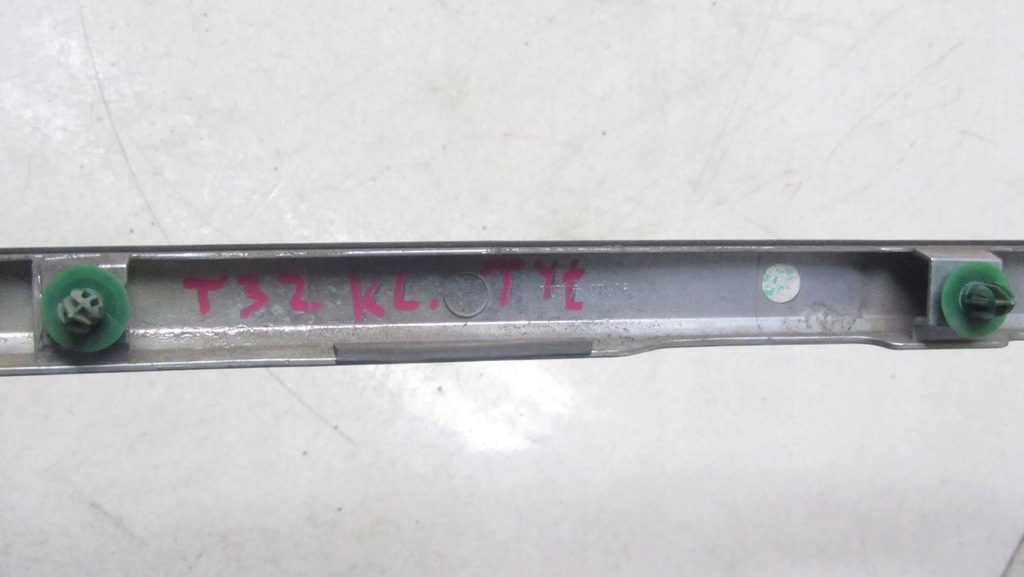 T32 KL. TYŁ